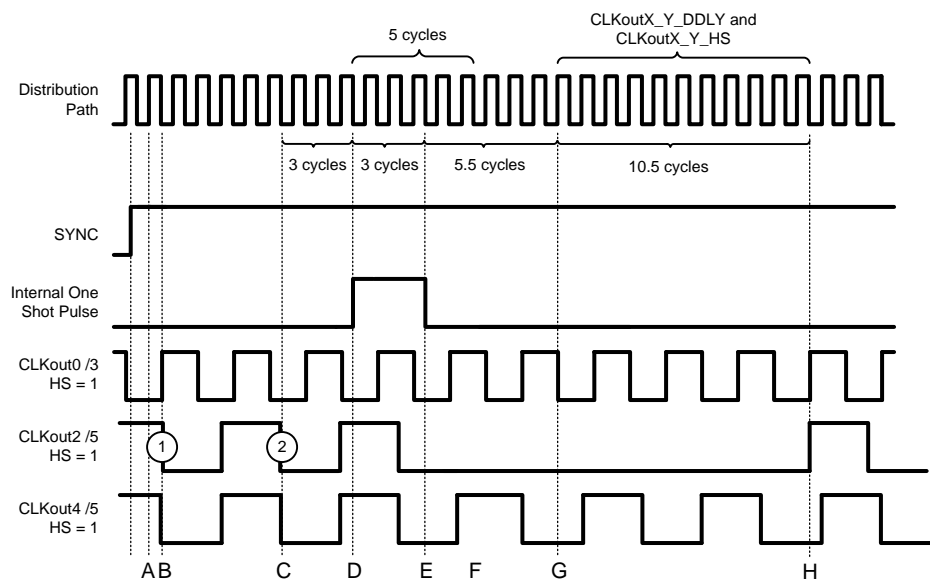 CLKoutX_Y_DDLY and
CLKoutX_Y_HS
5 cycles
Distribution
Path
3 cycles
3 cycles
5.5 cycles
10.5 cycles
SYNC
Internal One
Shot Pulse
CLKout0 /3
HS = 1
CLKout2 /5
HS = 1
1
2
CLKout4 /5
HS = 1
A B C D E F G H